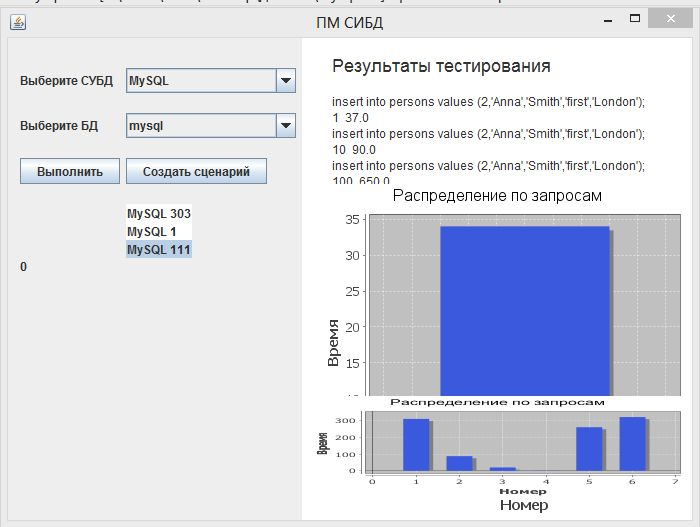 ПМ СИБД
Выберите СУБД
MySQL
Выберите БД
mysql
Выполнить
Создать сценарий
MySQL 303
MySQL 1
MySQL 111
0
Результаты тестирования
insert into persons values (2,'Anna','Smith','first','London');
1 37.0
insert into persons values (2,'Anna','Smith','first','London');
10 90.0
insert into persons values (2,'Anna','Smith','first','London');
100 650.0
Распределение по запросам
35
30
25
20
15
Время
Распределение по запросам
300
200
100
0
Время
0 1 2 3 4 5 6 7
Номер
Номер